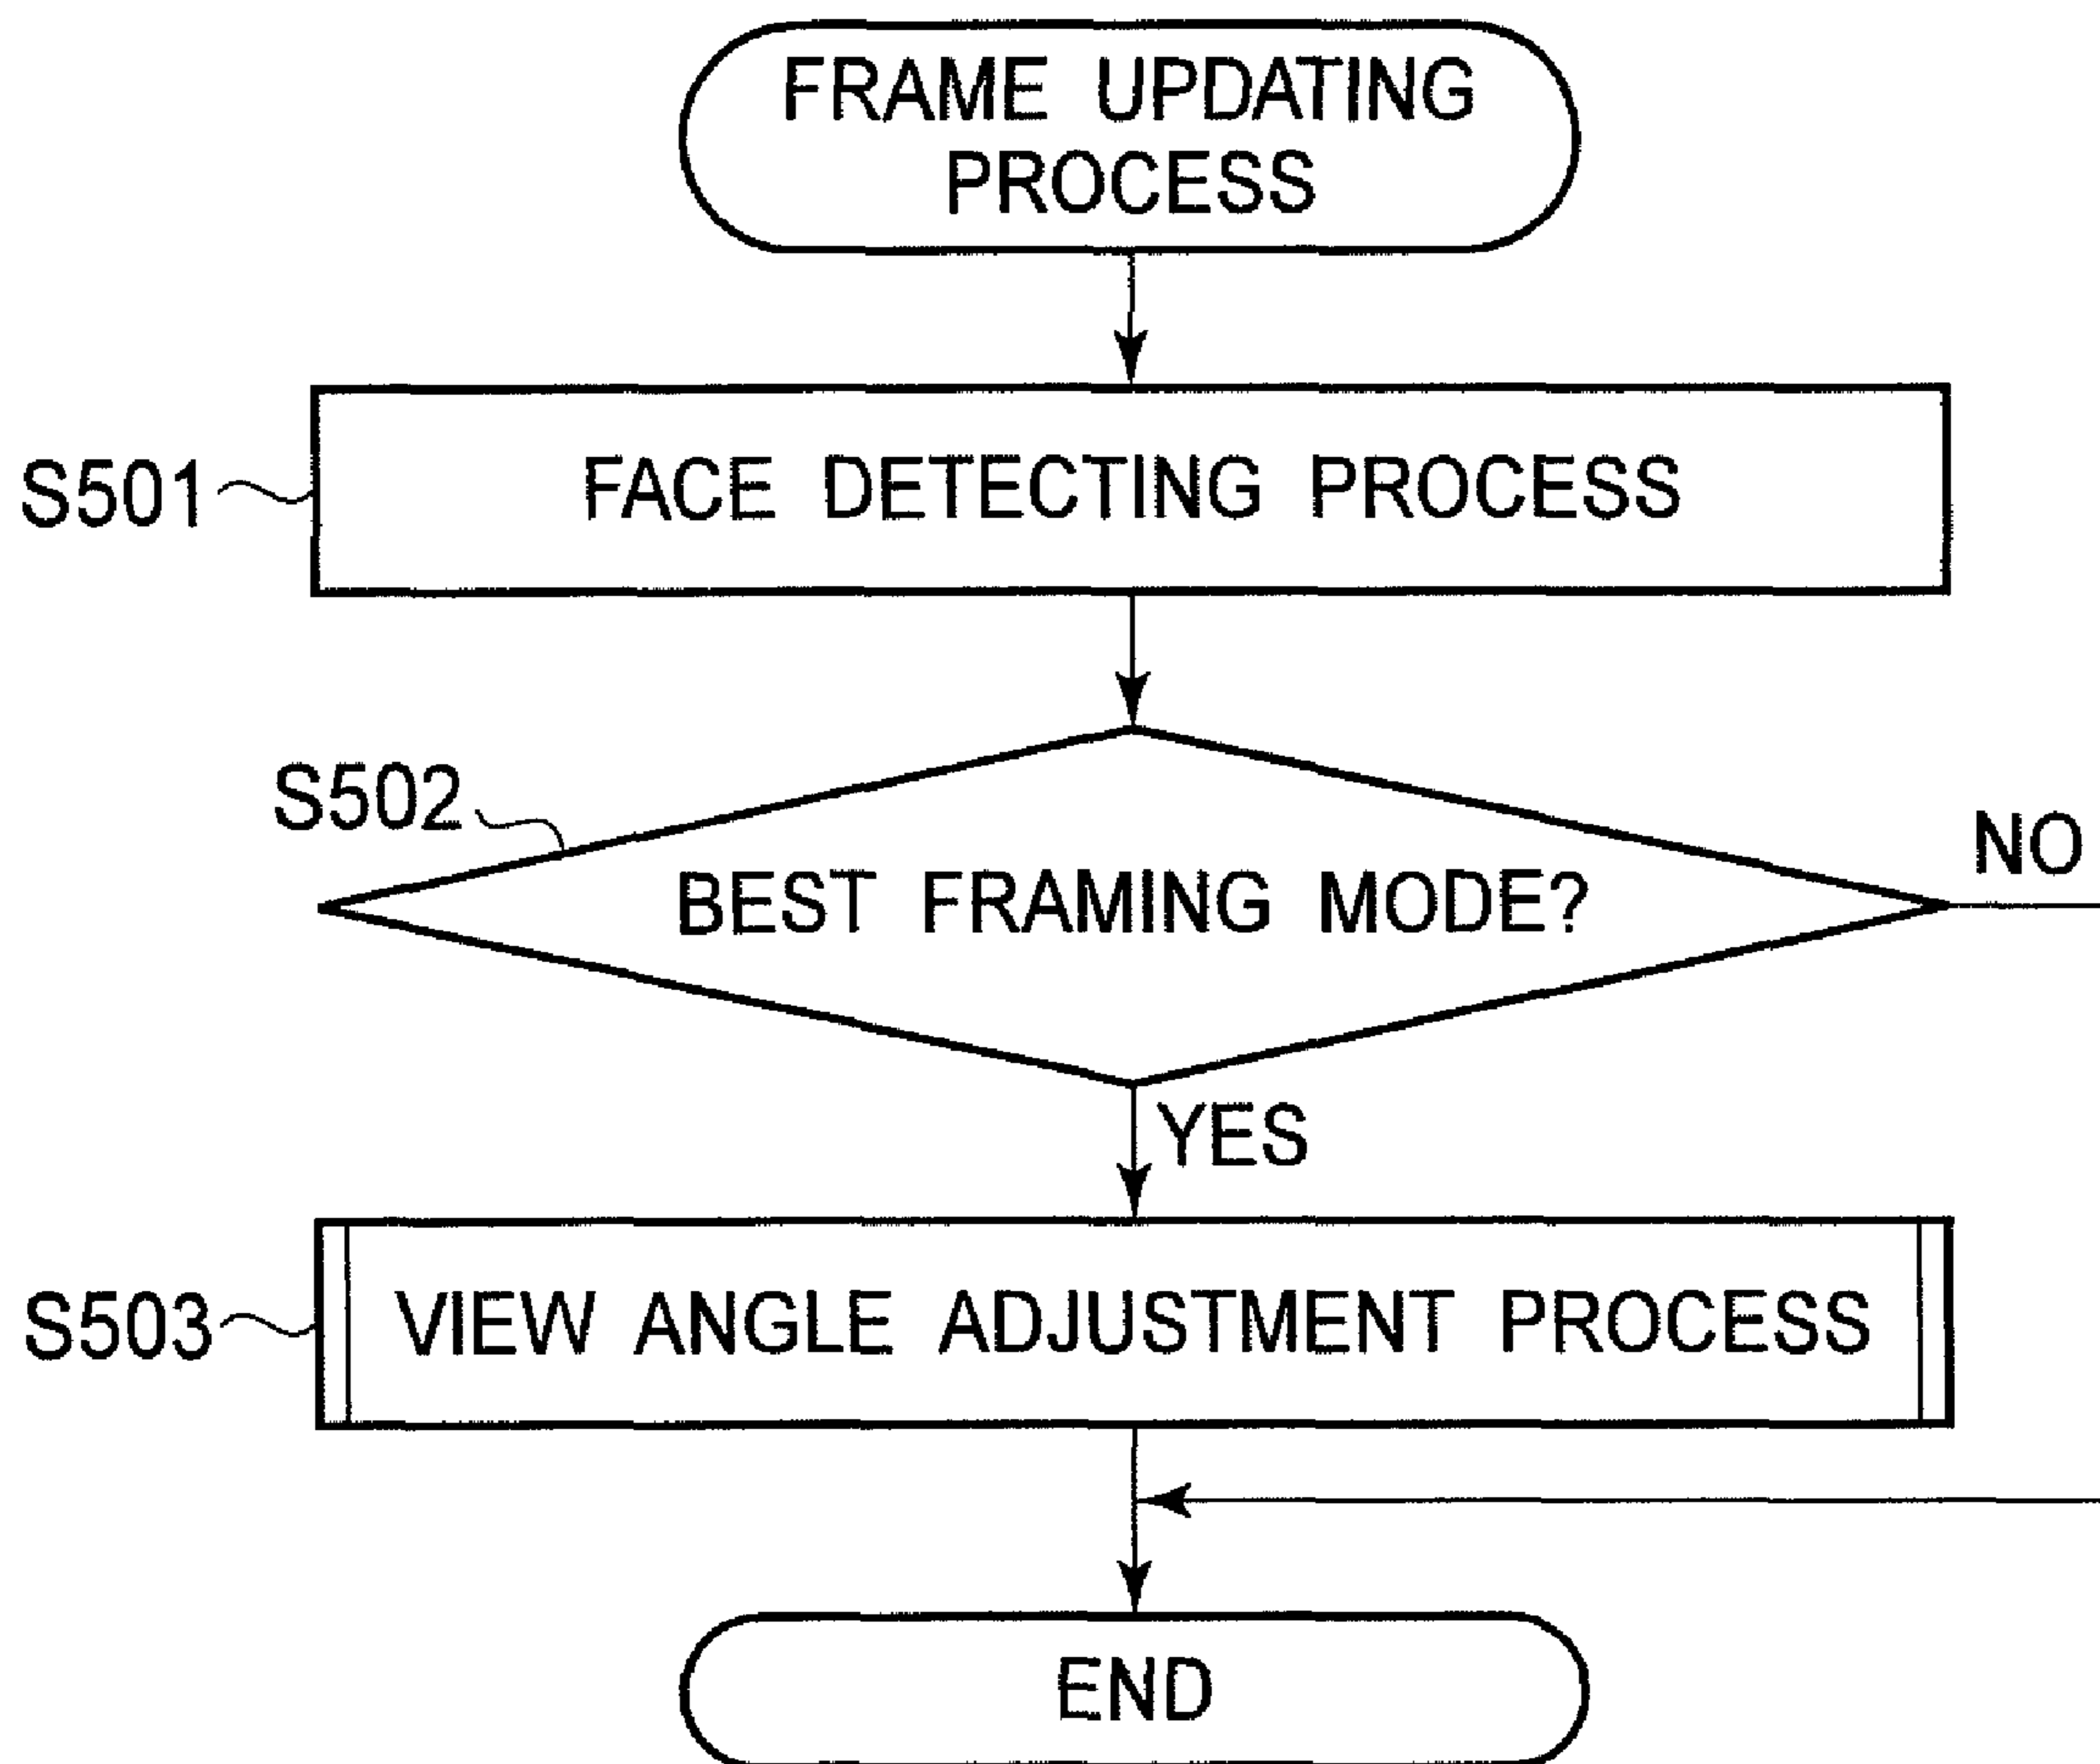 FRAME UPDATING
PROCESS
S501
FACE DETECTING PROCESS
S502
BEST FRAMING MODE?
NO
YES
S503
VIEW ANGLE ADJUSTMENT PROCESS
END